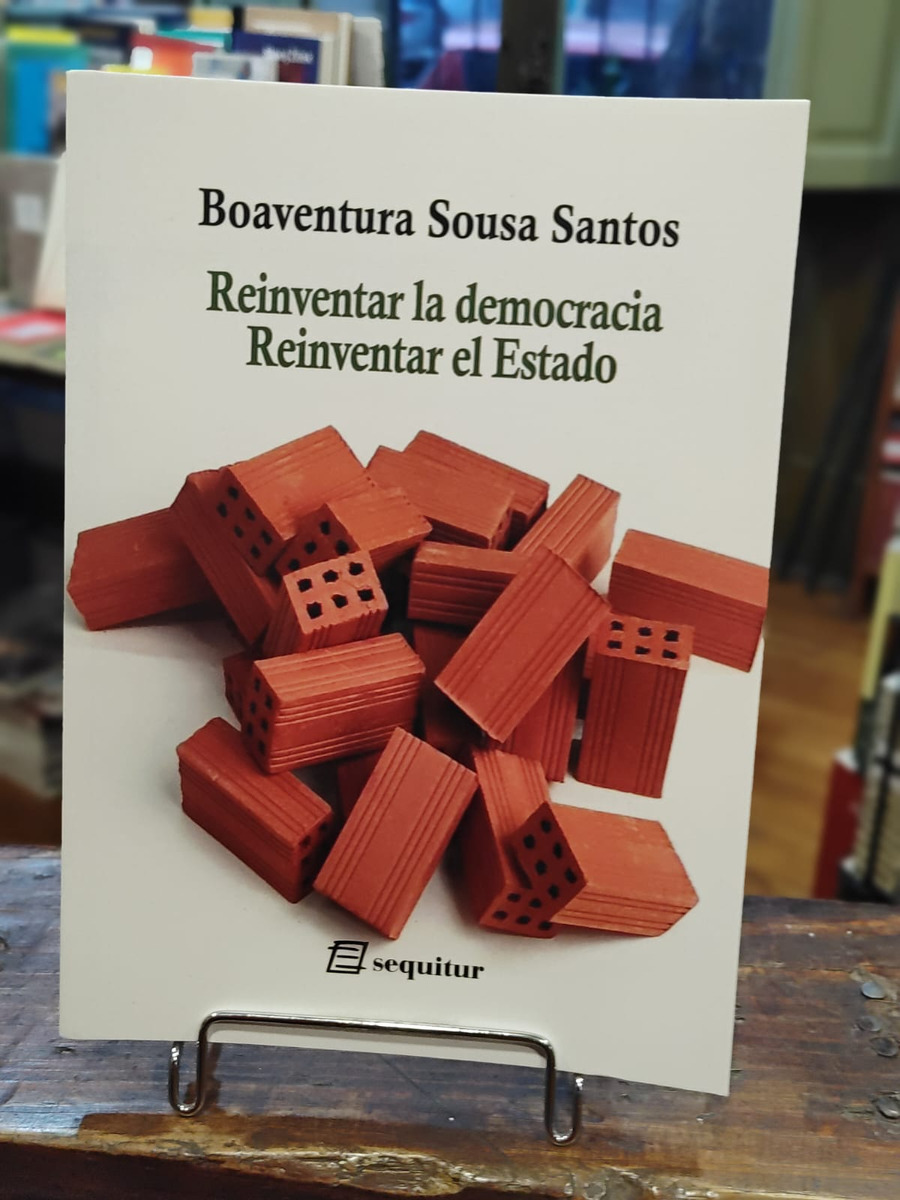 Boaventura Sousa Santos
Reinventar la democracia
Reinventar el Estado
sequitur